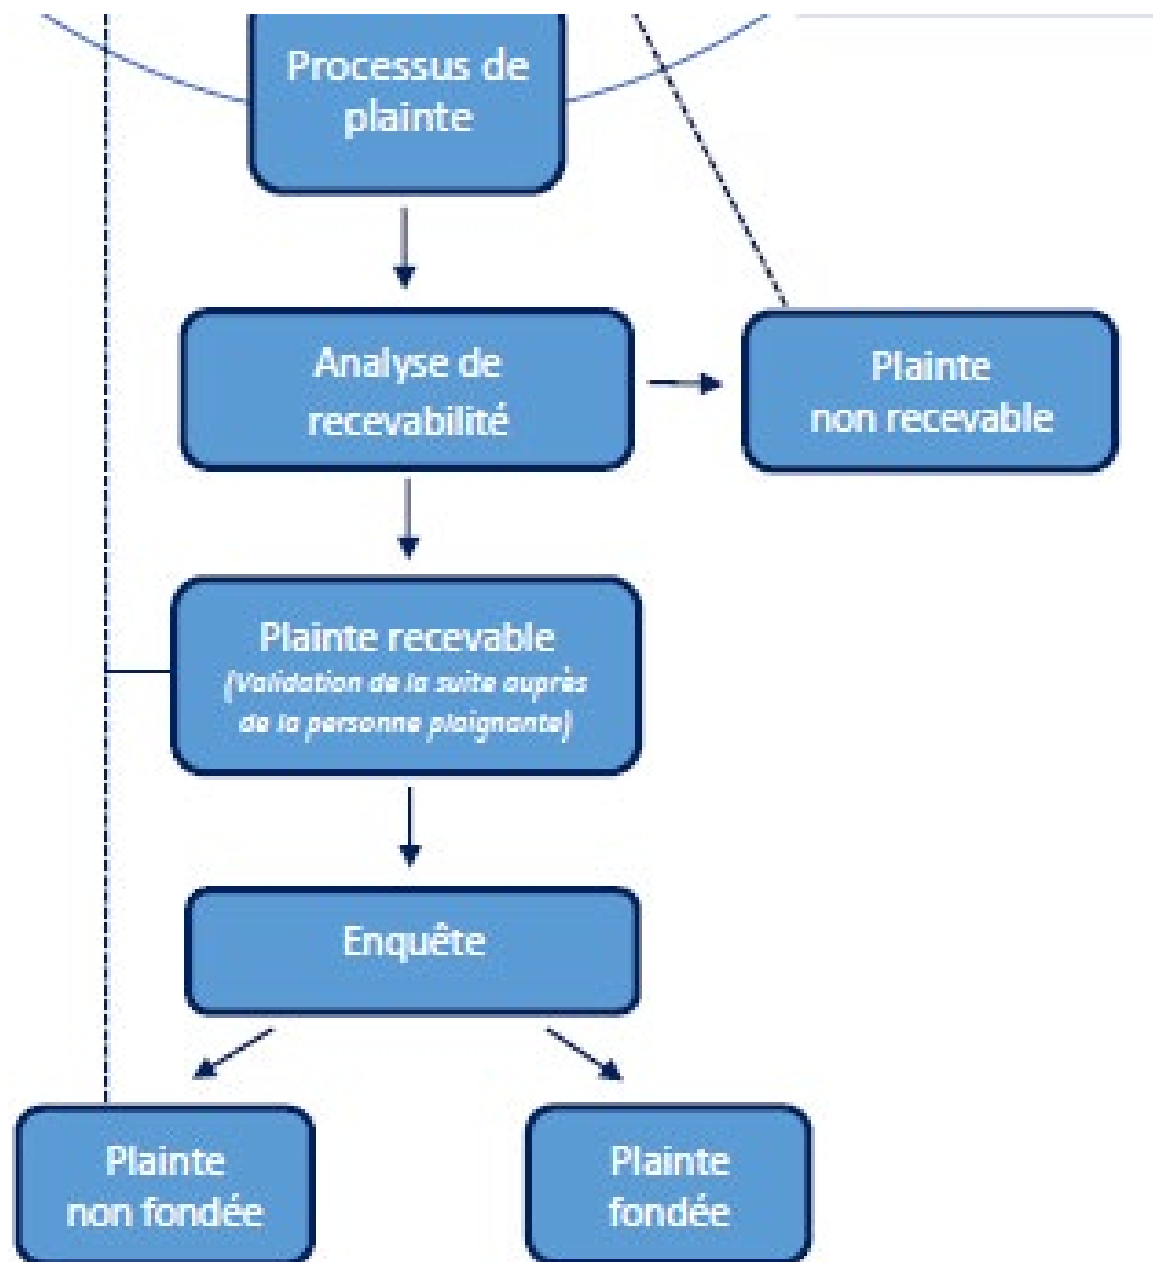 Processus de
plainte
Analyse de
recevabilité
Plainte
non recevable
Plainte recevable
(Validation de la suite auprès
de la personne plaignante)
Enquête
Plainte
non fondée
Plainte
fondée